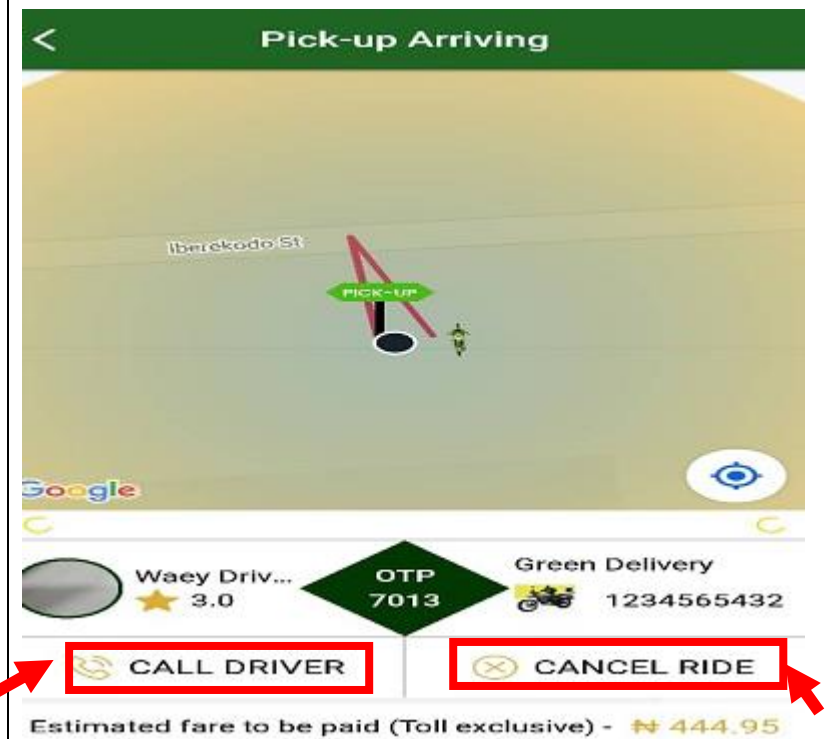 Pick-up Arriving
Iberekodo St
PICK-UP
Google
Waey Driv...
3.0
OTP
7013
Green Delivery
1234565432
CALL DRIVER
CANCEL RIDE
Estimated fare to be paid (Toll exclusive) - ₦ 444.95